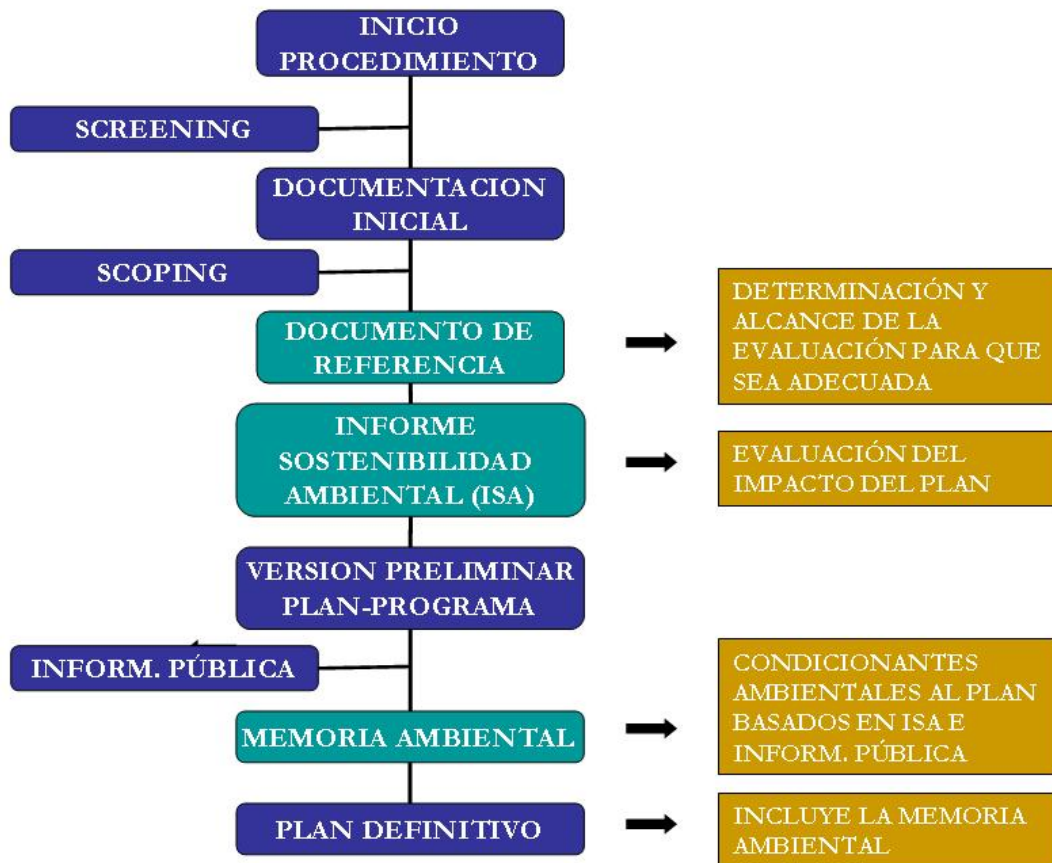 INICIO
PROCEDIMIENTO
SCREENING
DOCUMENTACION
INICIAL
SCOPING
DOCUMENTO DE
REFERENCIA
DETERMINACIÓN Y
ALCANCE DE LA
EVALUACIÓN PARA QUE
SEA ADECUADA
INFORME
SOSTENIBILIDAD
AMBIENTAL (ISA)
EVALUACIÓN DEL
IMPACTO DEL PLAN
VERSION PRELIMINAR
PLAN-PROGRAMA
INFORM. PÚBLICA
MEMORIA AMBIENTAL
CONDICIONANTES
AMBIENTALES AL PLAN
BASADOS EN ISA E
INFORM. PÚBLICA
PLAN DEFINITIVO
INCLUYE LA MEMORIA
AMBIENTAL